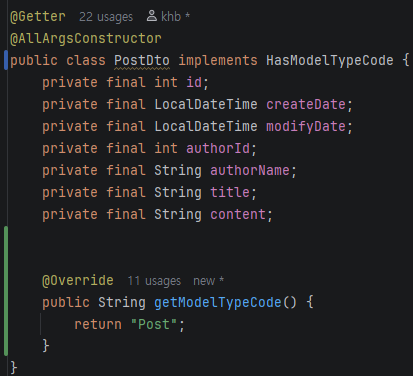 @Getter 22 usages khb *
@AllArgsConstructor
public class PostDto implements HasModelTypeCode {
    private final int id;
    private final LocalDateTime createDate;
    private final LocalDateTime modifyDate;
    private final int authorId;
    private final String authorName;
    private final String title;
    private final String content;
    @Override 11 usages new *
    public String getModelTypeCode() {
        return "Post";
    }
}